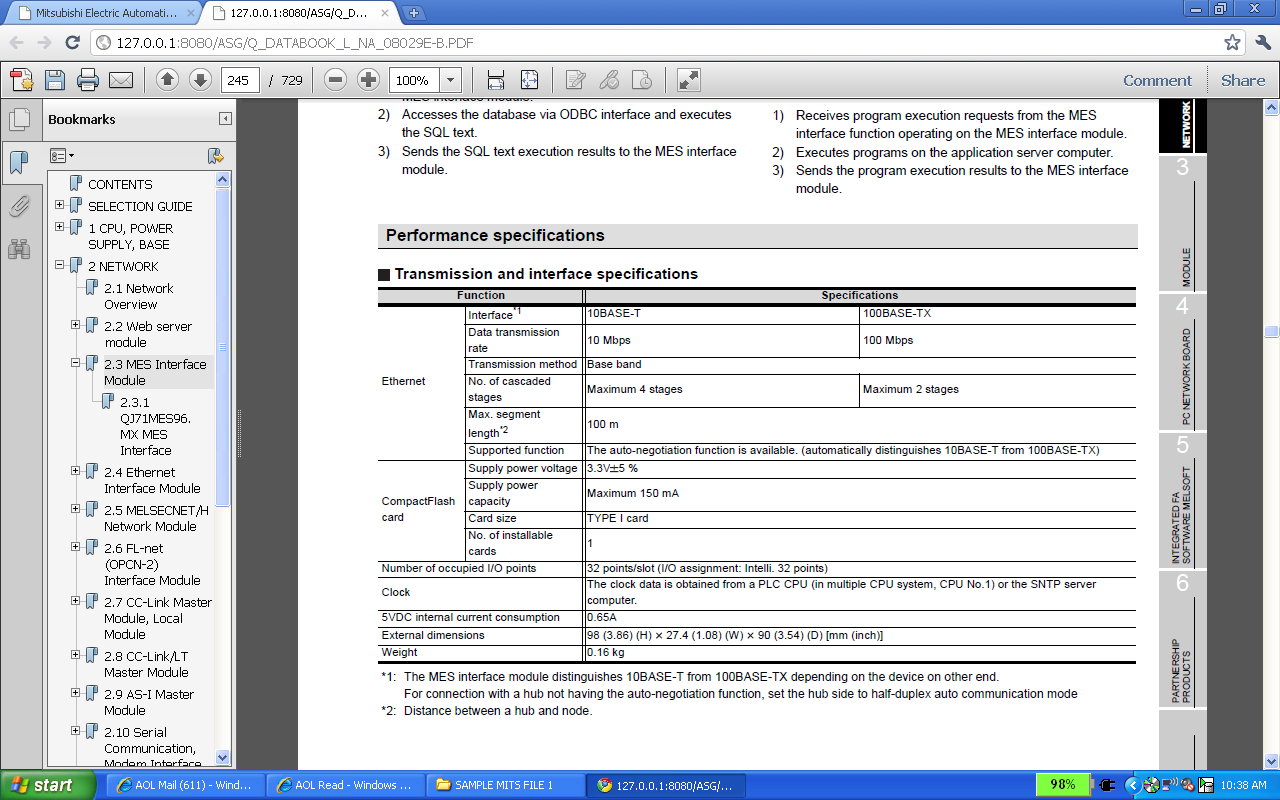 Mitsubishi Electric Automati...
127.0.0.1:8080/ASG/Q_D...
127.0.0.1:8080/ASG/Q_DATABOOK_L_NA_08029E-B.PDF
245 / 729
100%
Comment
Share
Bookmarks
CONTENTS
SELECTION GUIDE
1 CPU, POWER
SUPPLY, BASE
2 NETWORK
2.1 Network
Overview
2.2 Web server
module
2.3 MES Interface
Module
2.3.1
QJ71MES96.
MX MES
Interface
2.4 Ethernet
Interface Module
2.5 MELSECNET/H
Network Module
2.6 FL-net
(OPCN-2)
Interface Module
2.7 CC-Link Master
Module, Local
Module
2.8 CC-Link/LT
Master Module
2.9 AS-I Master
Module
2.10 Serial
Communication,
Modem Interface
MES interface module.
2) Accesses the database via ODBC interface and executes
the SQL text.
3) Sends the SQL text execution results to the MES interface
module.
1) Receives program execution requests from the MES
interface function operating on the MES interface module.
2) Executes programs on the application server computer.
3) Sends the program execution results to the MES interface
module.
Performance specifications
Transmission and interface specifications
Function Specifications
Ethernet
Interface*1 10BASE-T 100BASE-TX
Data transmission
rate
10 Mbps 100 Mbps
Transmission method Base band
No. of cascaded
stages
Maximum 4 stages Maximum 2 stages
Max. segment
length*2
100 m
Supported function The auto-negotiation function is available. (automatically distinguishes 10BASE-T from 100BASE-TX)
CompactFlash
card
Supply power voltage 3.3V±5 %
Supply power
capacity
Maximum 150 mA
Card size TYPE I card
No. of installable
cards
1
Number of occupied I/O points 32 points/slot (I/O assignment: Intelli. 32 points)
Clock
The clock data is obtained from a PLC CPU (in multiple CPU system, CPU No.1) or the SNTP server
computer.
5VDC internal current consumption 0.65A
External dimensions 98 (3.86) (H) × 27.4 (1.08) (W) × 90 (3.54) (D) [mm (inch)]
Weight 0.16 kg
*1: The MES interface module distinguishes 10BASE-T from 100BASE-TX depending on the device on other end.
For connection with a hub not having the auto-negotiation function, set the hub side to half-duplex auto communication mode
*2: Distance between a hub and node.
NETWORK
3
MODULE
4
PC NETWORK BOARD
5
INTEGRATED FA
SOFTWARE MELSOFT
6
PARTNERSHIP
PRODUCTS
start
AOL Mail (611) - Wind...
AOL Read - Windows ...
SAMPLE MITS FILE 1
127.0.0.1:8080/ASG/...
98%
10:38 AM